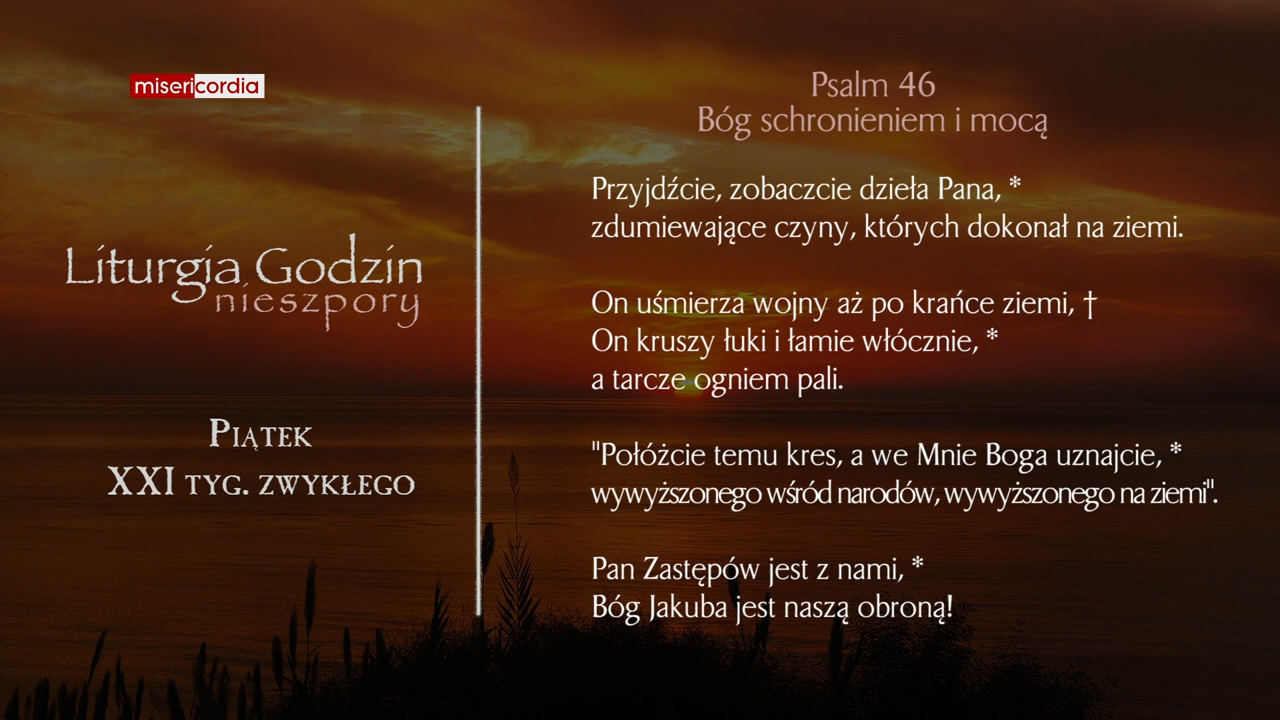 misericordia
Liturgia Godzin
nieszpory
Piątek
XXI tyg. zwykłego
Psalm 46
Bóg schronieniem i mocą
Przyjdźcie, zobaczcie dzieła Pana, *
zdumiewające czyny, których dokonał na ziemi.
On uśmierza wojny aż po krańce ziemi, †
On kruszy łuki i łamie włócznie, *
a tarcze ogniem pali.
"Połóżcie temu kres, a we Mnie Boga uznajcie, *
wywyższonego wśród narodów, wywyższonego na ziemi".
Pan Zastępów jest z nami, *
Bóg Jakuba jest naszą obroną!